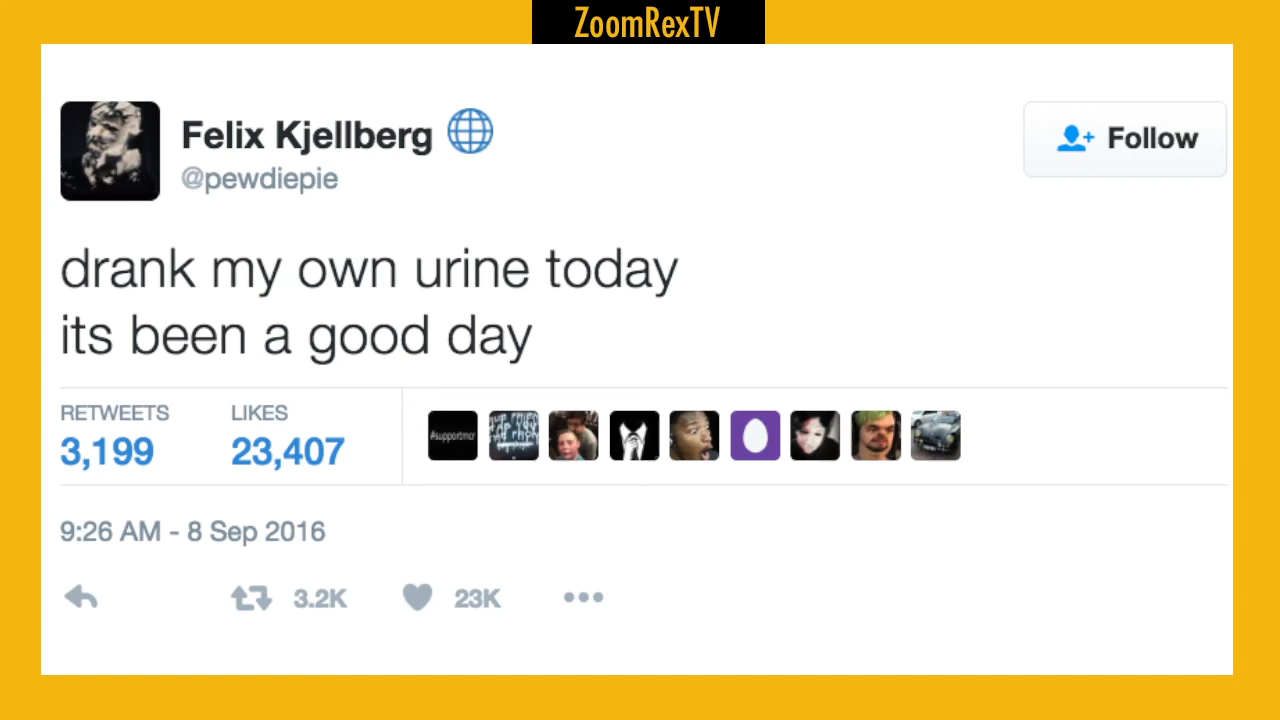 ZoomRexTV
Felix Kjellberg
@pewdiepie
Follow
drank my own urine today
its been a good day
RETWEETS LIKES
3,199 23,407
#supportmcr
9:26 AM - 8 Sep 2016
3.2K 23K